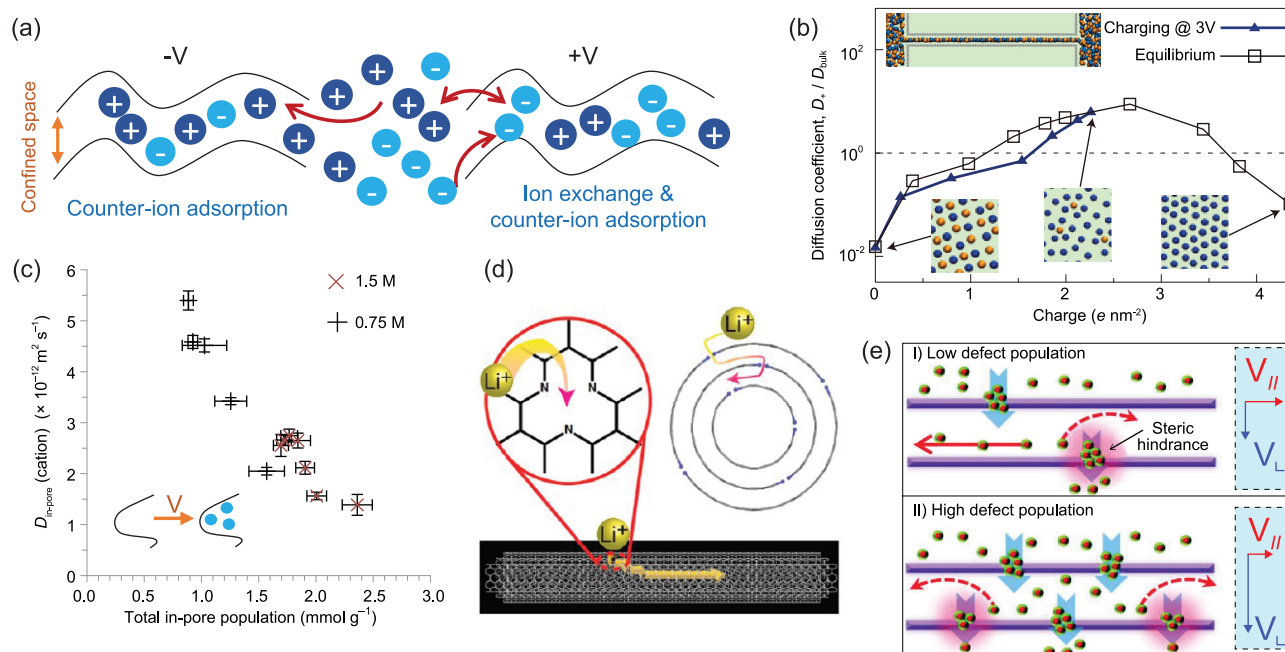 (a)
-V
+V
Confined space
Counter-ion adsorption
Ion exchange &
counter-ion adsorption
(b)
Diffusion coefficient, D+ / Dbulk
10²
10⁰
10⁻²
Charging @ 3V
Equilibrium
0
1
2
3
4
Charge (e nm⁻²)
(c)
D in-pore (cation) (× 10⁻¹² m² s⁻¹)
6
5
4
3
2
1
0
1.5 M
0.75 M
V
0.0
0.5
1.0
1.5
2.0
2.5
3.0
Total in-pore population (mmol g⁻¹)
(d)
Li⁺
N
N
N
Li⁺
Li⁺
(e)
I) Low defect population
Steric
hindrance
V//
V∟
II) High defect population
V//
V∟